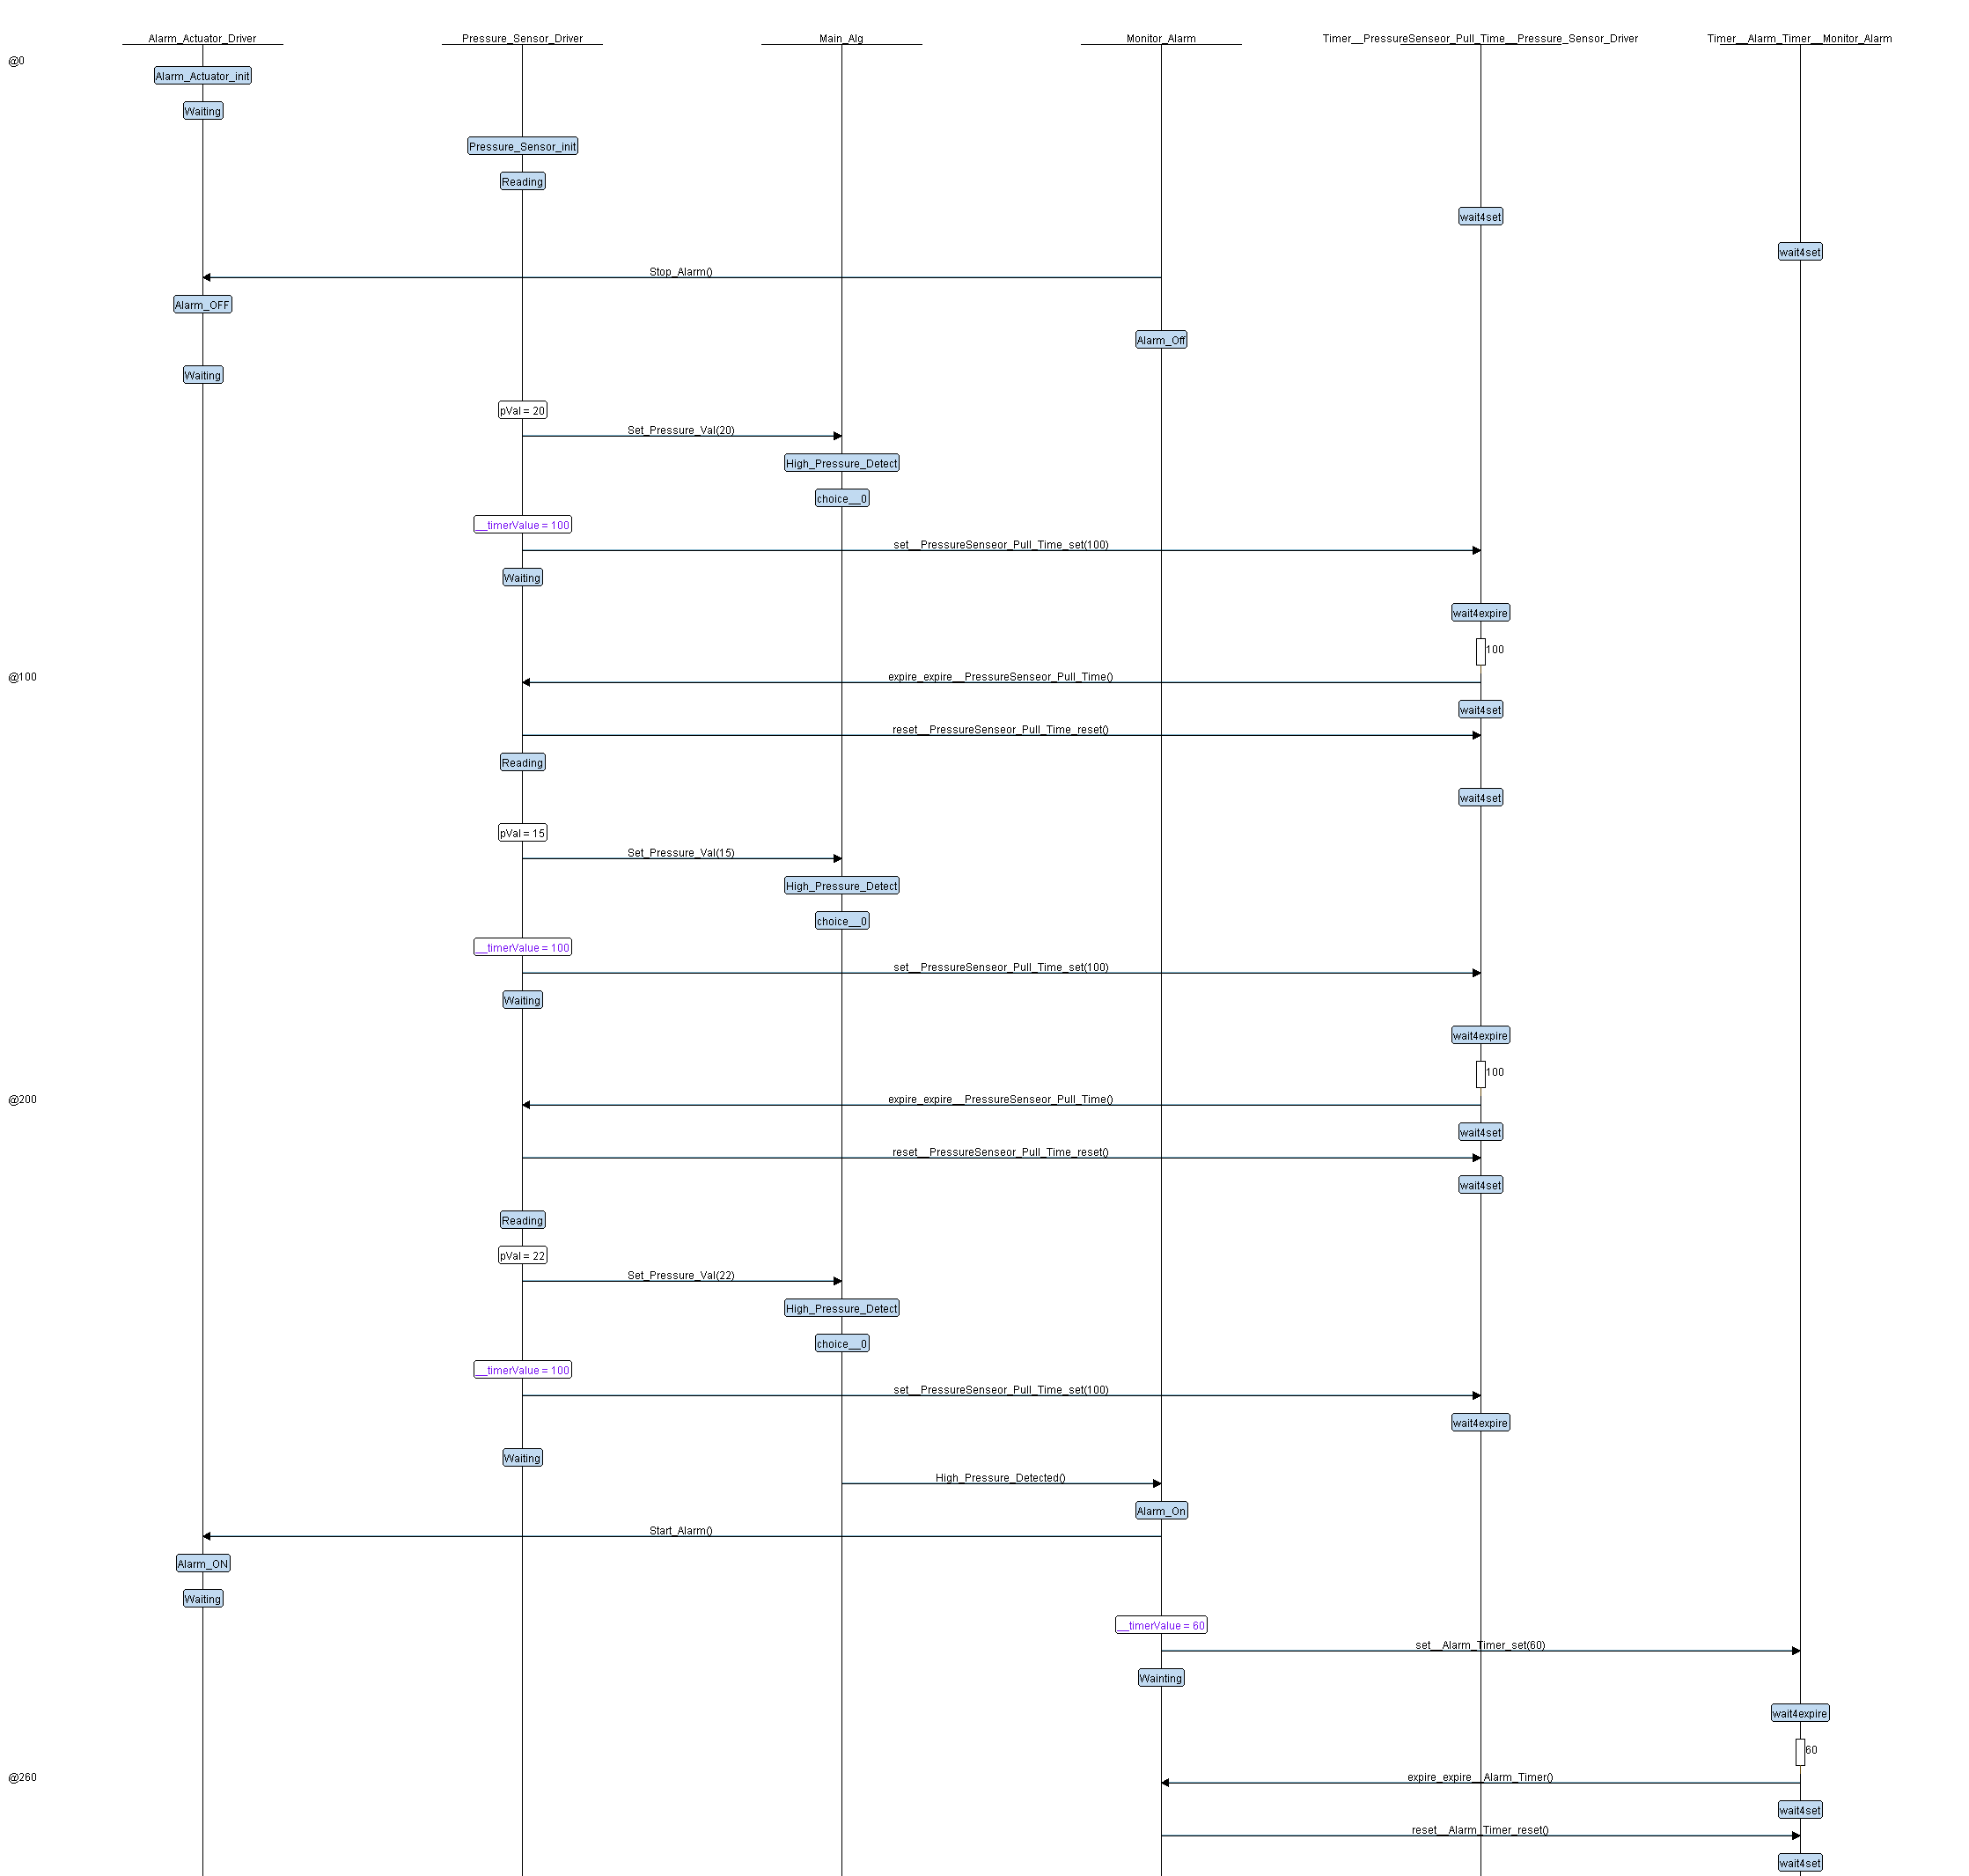 Alarm_Actuator_Driver
Pressure_Sensor_Driver
Main_Alg
Monitor_Alarm
Timer__PressureSenseor_Pull_Time__Pressure_Sensor_Driver
Timer__Alarm_Timer__Monitor_Alarm
@0
Alarm_Actuator_init
Waiting
Pressure_Sensor_init
Reading
wait4set
wait4set
Stop_Alarm()
Alarm_OFF
Alarm_Off
Waiting
pVal = 20
Set_Pressure_Val(20)
High_Pressure_Detect
choice__0
__timerValue = 100
set__PressureSenseor_Pull_Time_set(100)
Waiting
wait4expire
100
@100
expire_expire__PressureSenseor_Pull_Time()
wait4set
reset__PressureSenseor_Pull_Time_reset()
Reading
wait4set
pVal = 15
Set_Pressure_Val(15)
High_Pressure_Detect
choice__0
__timerValue = 100
set__PressureSenseor_Pull_Time_set(100)
Waiting
wait4expire
100
@200
expire_expire__PressureSenseor_Pull_Time()
wait4set
reset__PressureSenseor_Pull_Time_reset()
wait4set
Reading
pVal = 22
Set_Pressure_Val(22)
High_Pressure_Detect
choice__0
__timerValue = 100
set__PressureSenseor_Pull_Time_set(100)
wait4expire
Waiting
High_Pressure_Detected()
Alarm_On
Start_Alarm()
Alarm_ON
Waiting
__timerValue = 60
set__Alarm_Timer_set(60)
Wainting
wait4expire
60
@260
expire_expire__Alarm_Timer()
wait4set
reset__Alarm_Timer_reset()
wait4set